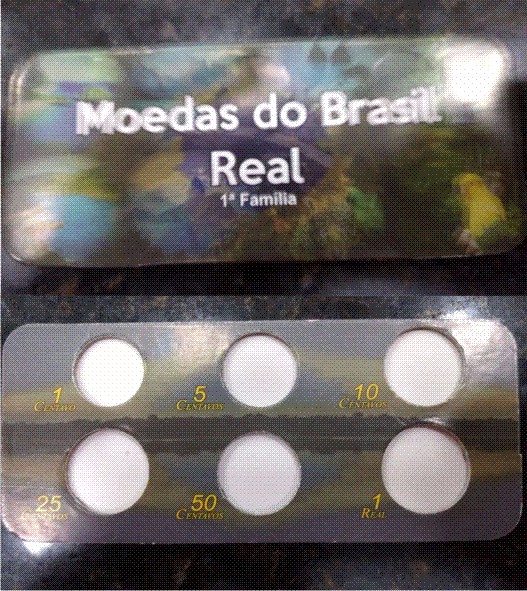 Moedas do Brasil
Real
1ª Família
1
Centavo
5
Centavos
10
Centavos
25
Centavos
50
Centavos
1
Real